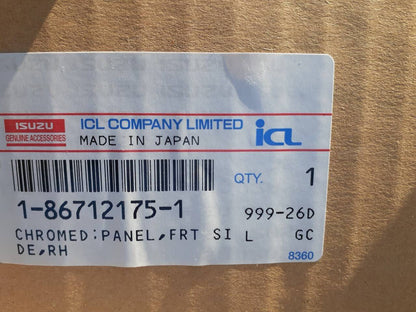 ISUZU
GENUINE ACCESSORIES
ICL COMPANY LIMITED
MADE IN JAPAN
icL
QTY. 1
1-86712175-1 999-26D
CHROMED:PANEL,FRT SI L GC
DE,RH
8360